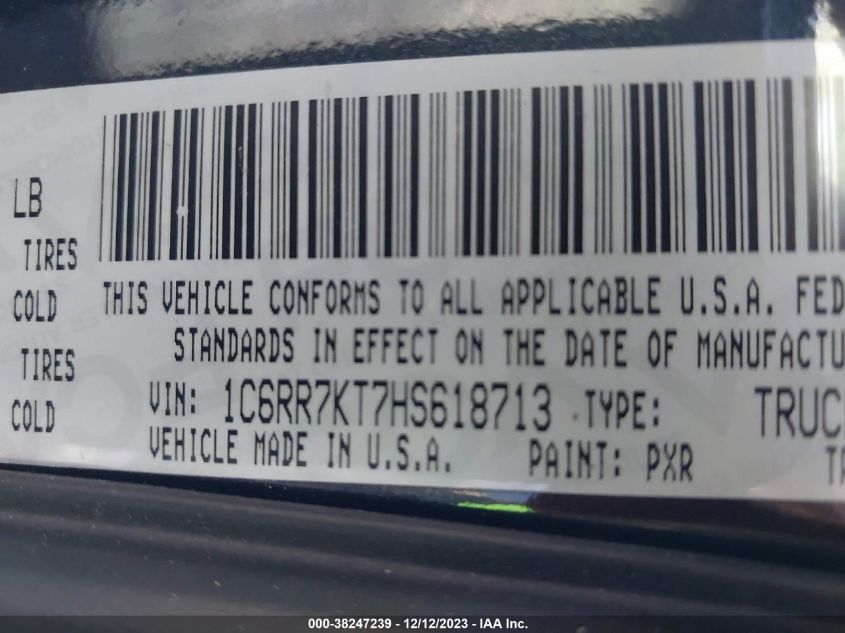 LB
TIRES
COLD
TIRES
COLD
THIS VEHICLE CONFORMS TO ALL APPLICABLE U.S.A. FED
STANDARDS IN EFFECT ON THE DATE OF MANUFACTU
VIN: 1C6RR7KT7HS618713 TYPE: TRUC
VEHICLE MADE IN U.S.A. PAINT: PXR TR
000-38247239 - 12/12/2023 - IAA Inc.